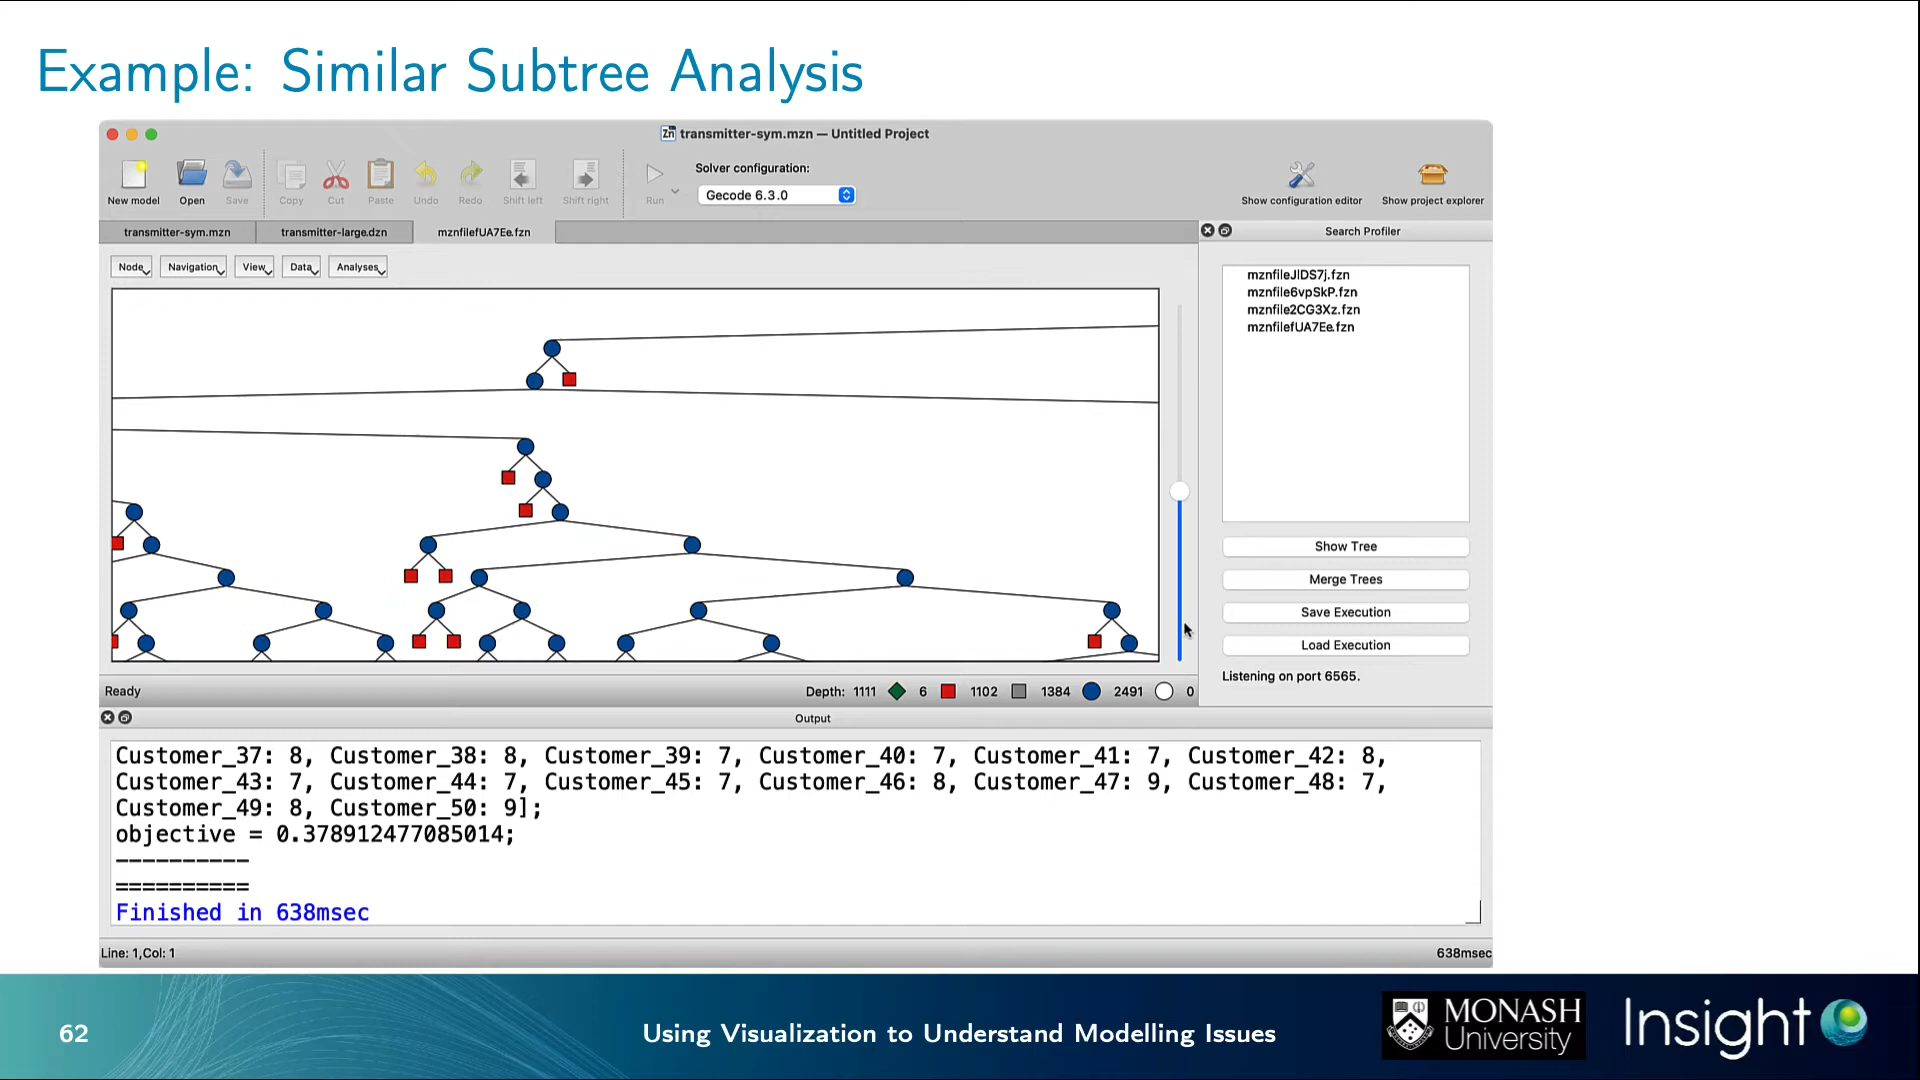 Example: Similar Subtree Analysis
Zn transmitter-sym.mzn — Untitled Project
New model
Open
Save
Copy
Cut
Paste
Undo
Redo
Shift left
Shift right
Run
Solver configuration:
Gecode 6.3.0
Show configuration editor
Show project explorer
transmitter-sym.mzn
transmitter-large.dzn
mznfilefUA7Ee.fzn
Search Profiler
Node
Navigation
View
Data
Analyses
mznfileJIDS7j.fzn
mznfile6vpSkP.fzn
mznfile2CG3Xz.fzn
mznfilefUA7Ee.fzn
Show Tree
Merge Trees
Save Execution
Load Execution
Listening on port 6565.
Ready
Depth: 1111 6 1102 1384 2491 0
Output
Customer_37: 8, Customer_38: 8, Customer_39: 7, Customer_40: 7, Customer_41: 7, Customer_42: 8,
Customer_43: 7, Customer_44: 7, Customer_45: 7, Customer_46: 8, Customer_47: 9, Customer_48: 7,
Customer_49: 8, Customer_50: 9];
objective = 0.378912477085014;
----------
==========
Finished in 638msec
Line: 1,Col: 1
638msec
62
Using Visualization to Understand Modelling Issues
MONASH
University
Insight